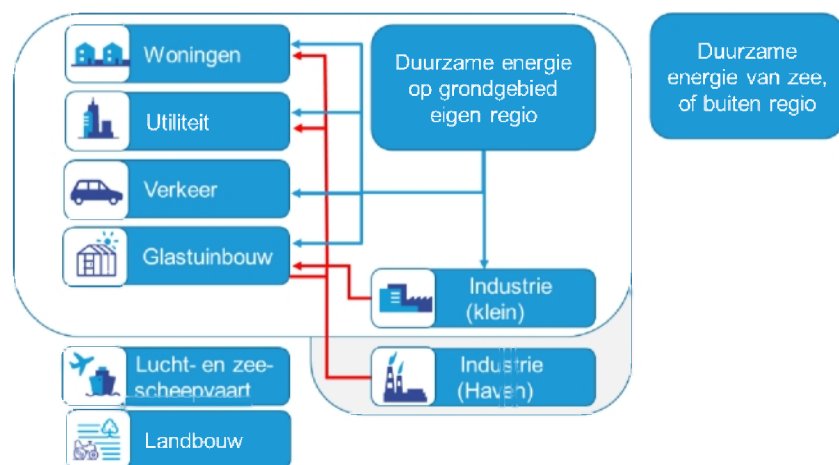 Woningen
Utiliteit
Verkeer
Glastuinbouw
Duurzame energie
op grondgebied
eigen regio
Duurzame
energie van zee,
of buiten regio
Industrie
(klein)
Industrie
(Haven)
Lucht- en zee-
scheepvaart
Landbouw